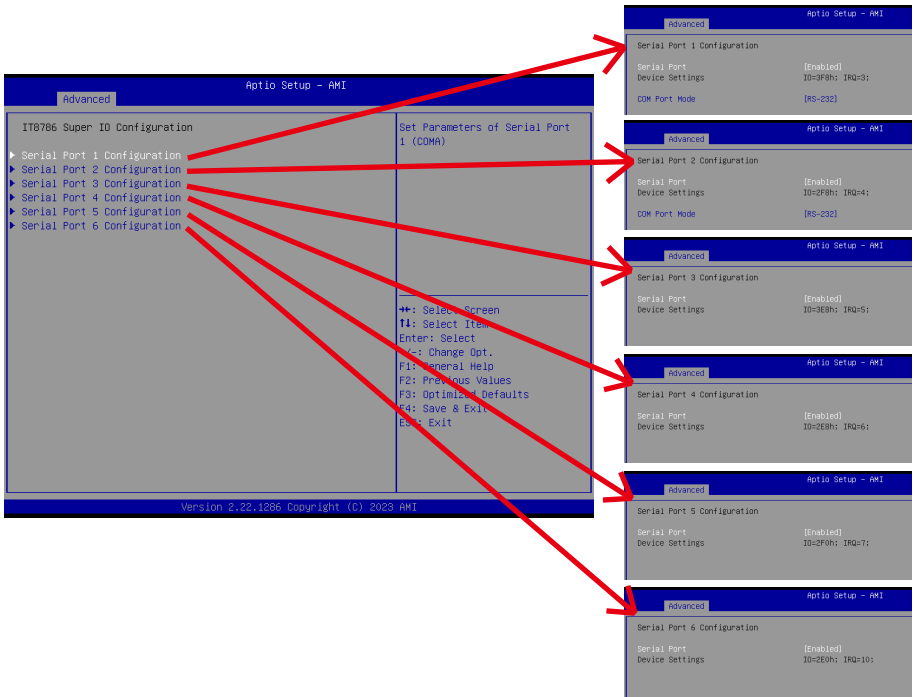 Aptio Setup – AMI
Advanced
IT8786 Super IO Configuration
Serial Port 1 Configuration
Serial Port 2 Configuration
Serial Port 3 Configuration
Serial Port 4 Configuration
Serial Port 5 Configuration
Serial Port 6 Configuration
Set Parameters of Serial Port
1 (COMA)
→←: Select Screen
↑↓: Select Item
Enter: Select
/-: Change Opt.
F1: General Help
F2: Previous Values
F3: Optimized Defaults
F4: Save & Exit
ESC: Exit
Version 2.22.1286 Copyright (C) 2023 AMI
Aptio Setup – AMI
Advanced
Serial Port 1 Configuration
Serial Port [Enabled]
Device Settings IO=3F8h; IRQ=3;
COM Port Mode [RS-232]
Aptio Setup – AMI
Advanced
Serial Port 2 Configuration
Serial Port [Enabled]
Device Settings IO=2F8h; IRQ=4;
COM Port Mode [RS-232]
Aptio Setup – AMI
Advanced
Serial Port 3 Configuration
Serial Port [Enabled]
Device Settings IO=3E8h; IRQ=5;
Aptio Setup – AMI
Advanced
Serial Port 4 Configuration
Serial Port [Enabled]
Device Settings IO=2E8h; IRQ=6;
Aptio Setup – AMI
Advanced
Serial Port 5 Configuration
Serial Port [Enabled]
Device Settings IO=2F0h; IRQ=7;
Aptio Setup – AMI
Advanced
Serial Port 6 Configuration
Serial Port [Enabled]
Device Settings IO=2E0h; IRQ=10;